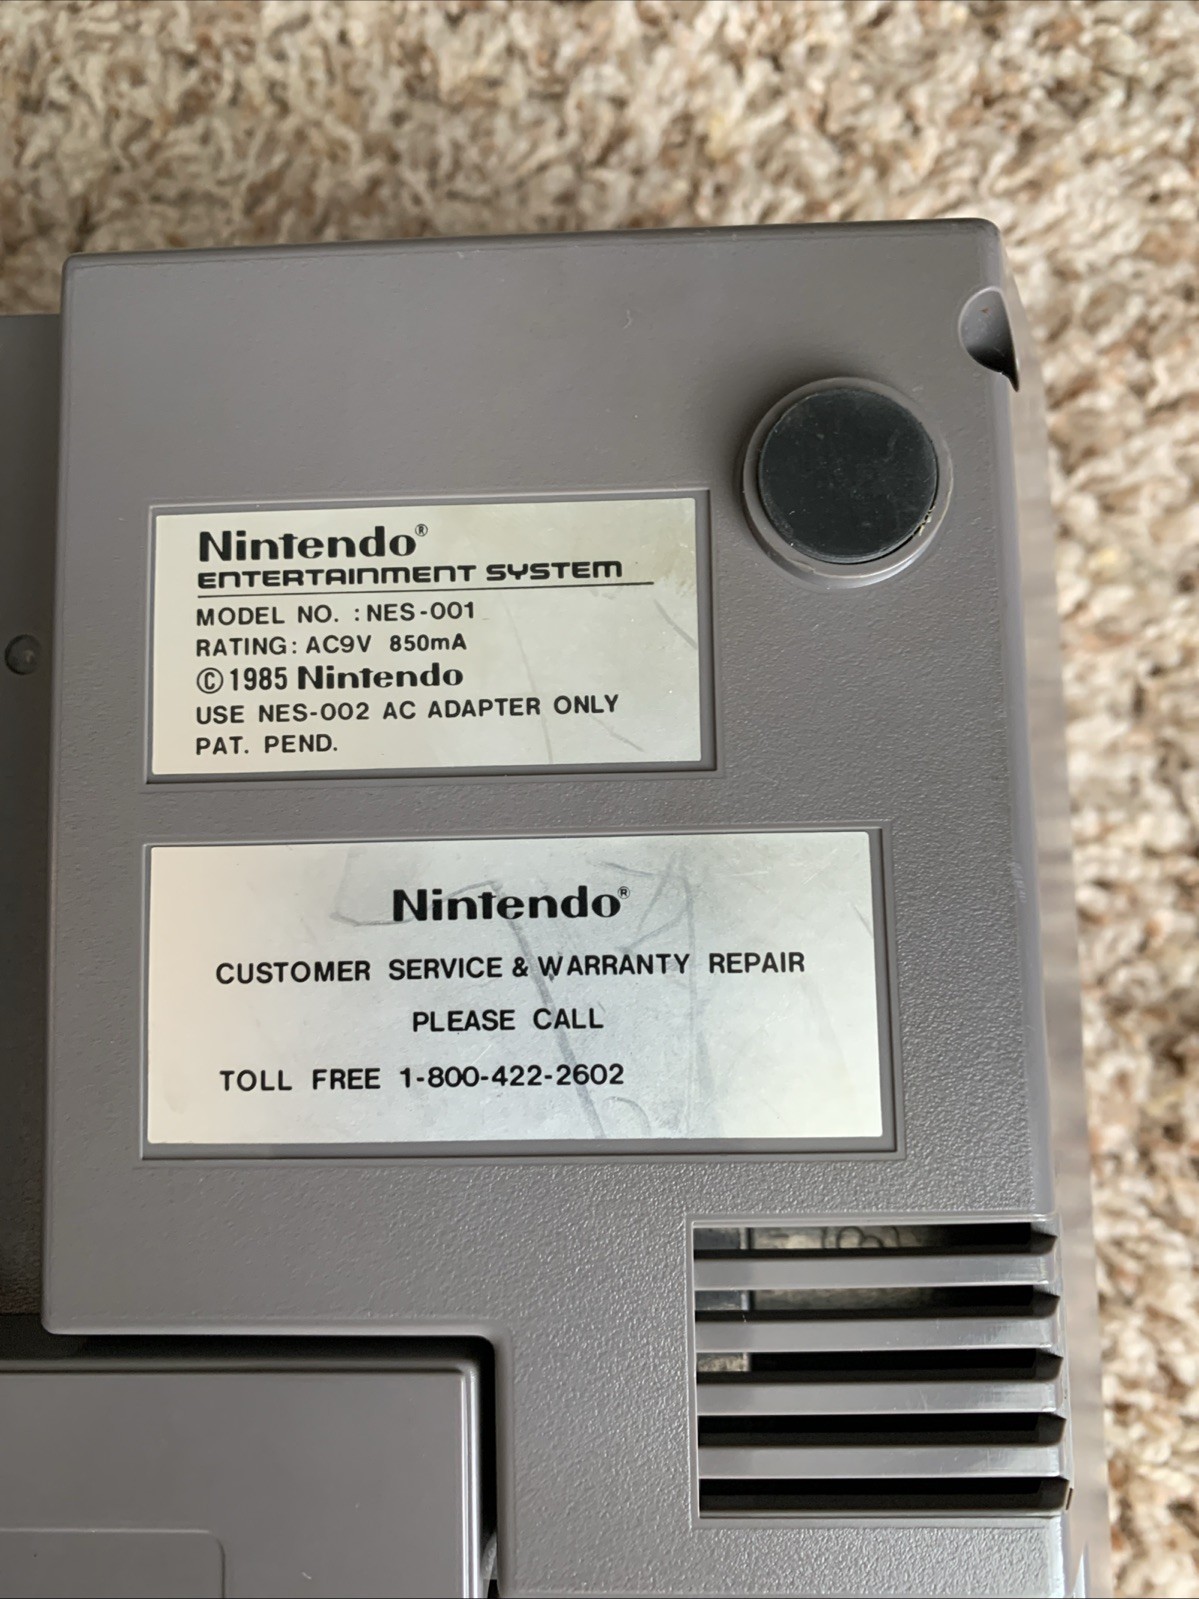 Nintendo®
ENTERTAINMENT SYSTEM
MODEL NO. : NES-001
RATING: AC9V 850mA
©1985 Nintendo
USE NES-002 AC ADAPTER ONLY
PAT. PEND.
Nintendo®
CUSTOMER SERVICE & WARRANTY REPAIR
PLEASE CALL
TOLL FREE 1-800-422-2602